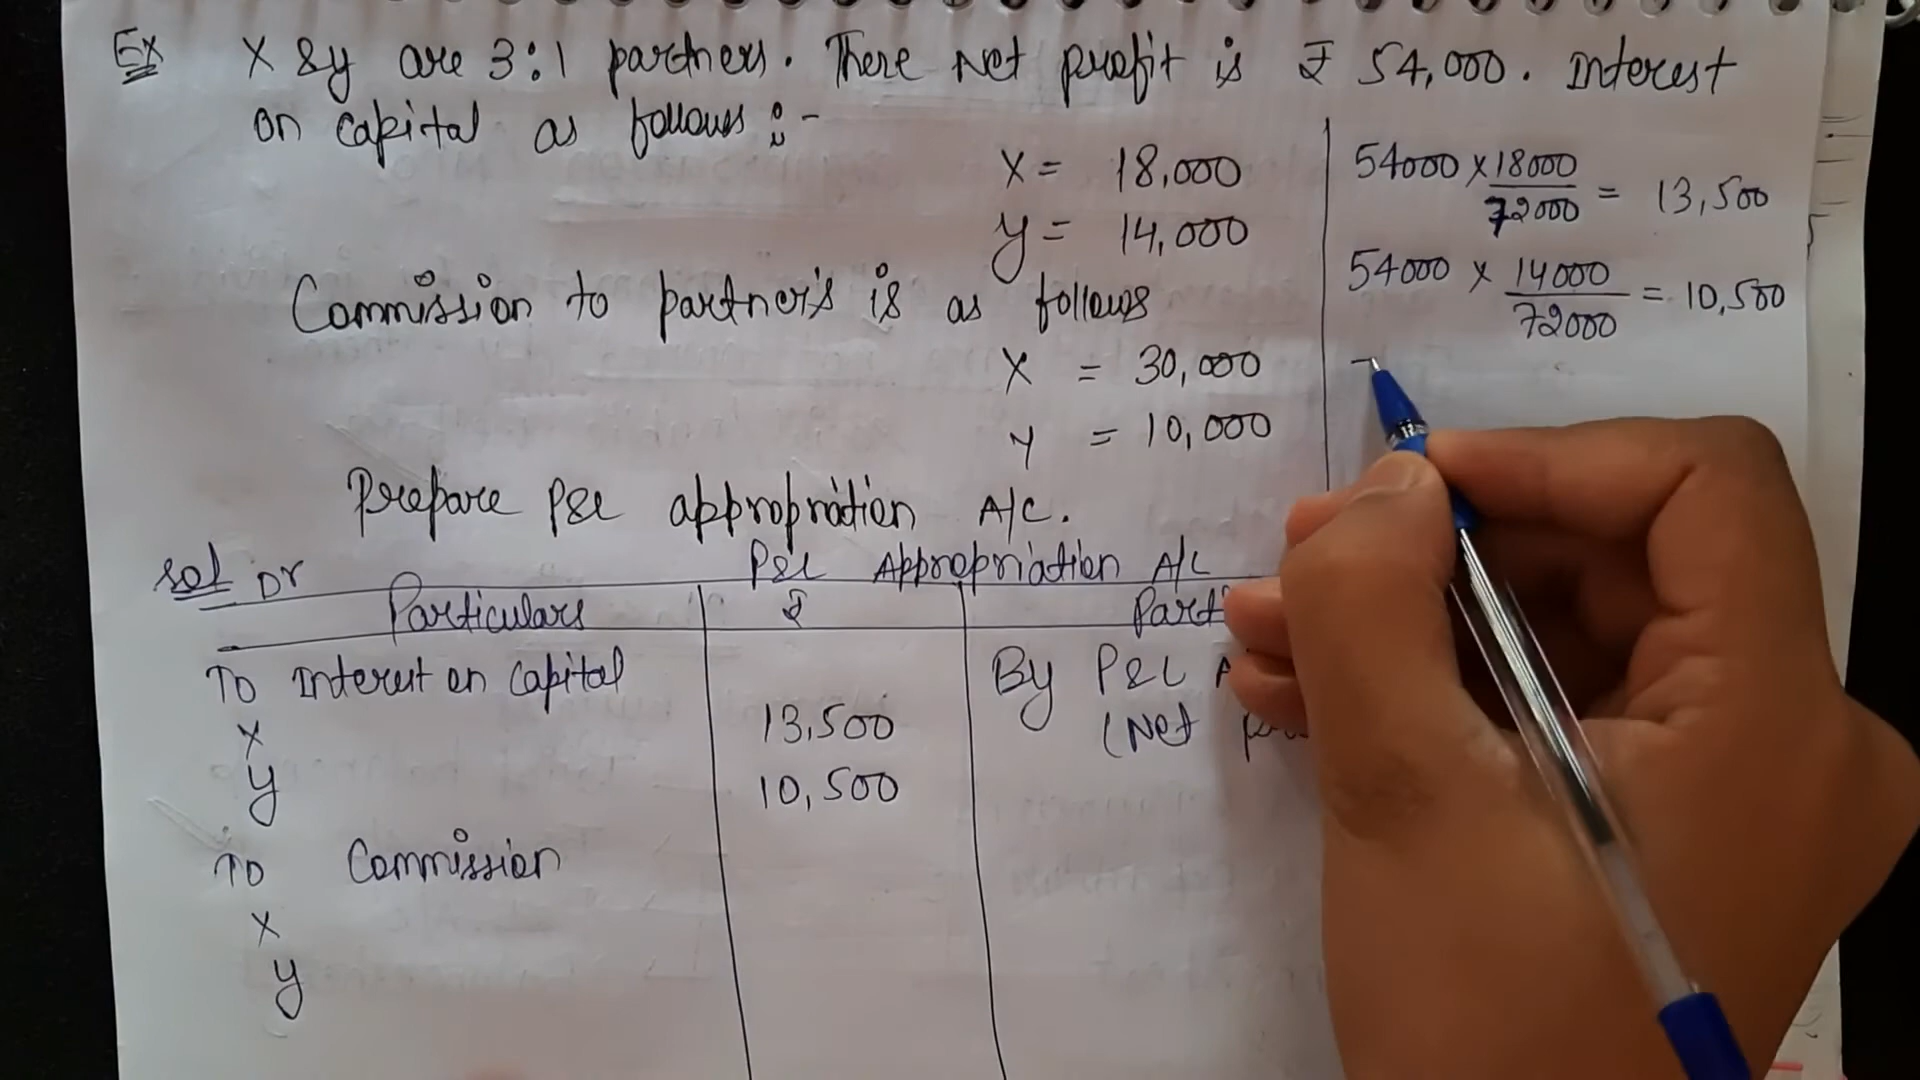 Ex X & y are 3:1 partners. There Net profit is ₹ 54,000. Interest
on capital as follows :-
X = 18,000
y = 14,000
Commission to partner's is as follows
X = 30,000
y = 10,000
Prepare P&L appropriation A/C.
54000 × 18000 / 72000 = 13,500
54000 × 14000 / 72000 = 10,500
sol Dr P&L Appropriation A/C
Particulars ₹ Parti
To Interest on capital By P&L A
X 13,500 (Net
y 10,500
To Commission
X
y